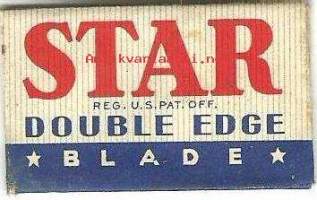 STAR
REG. U.S. PAT. OFF.
DOUBLE EDGE
★ BLADE ★